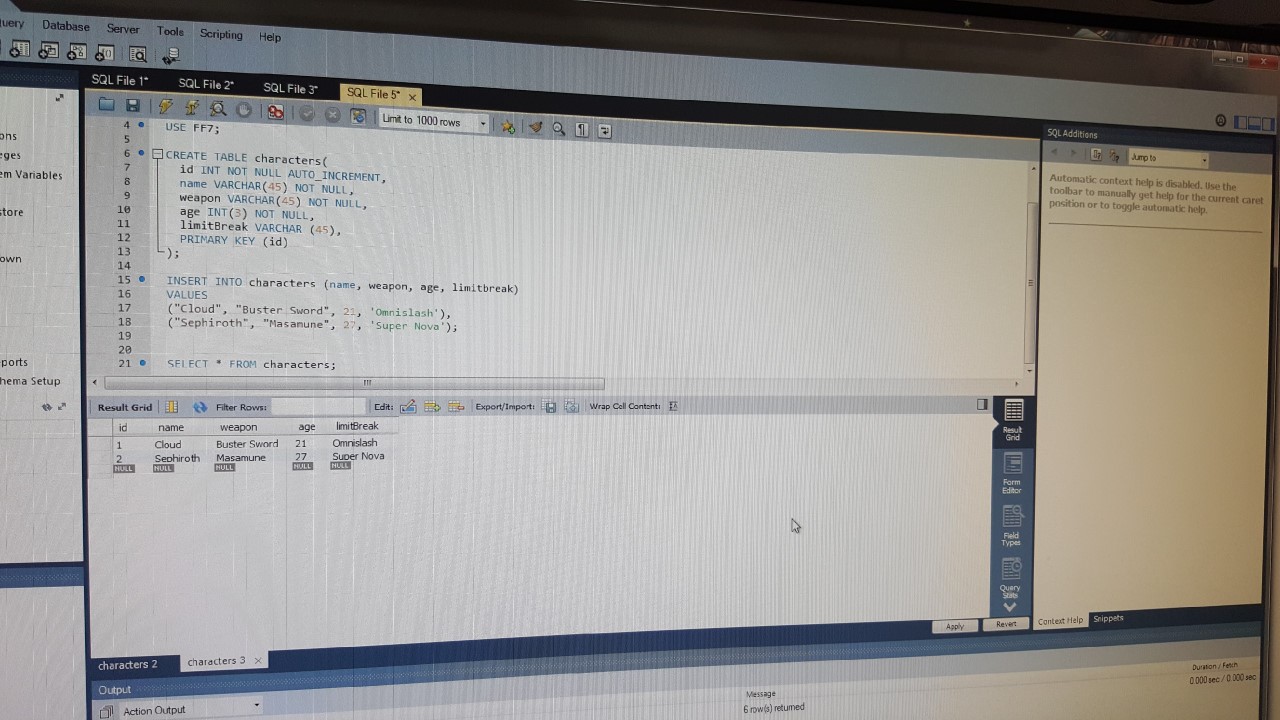 uery Database Server Tools Scripting Help
SQL File 1* SQL File 2* SQL File 3* SQL File 5* ×
Limit to 1000 rows
4 USE FF7;
5
6 CREATE TABLE characters(
7 id INT NOT NULL AUTO_INCREMENT,
8 name VARCHAR(45) NOT NULL,
9 weapon VARCHAR(45) NOT NULL,
10 age INT(3) NOT NULL,
11 limitBreak VARCHAR (45),
12 PRIMARY KEY (id)
13 );
14
15 INSERT INTO characters (name, weapon, age, limitbreak)
16 VALUES
17 ("Cloud", "Buster Sword", 21, 'Omnislash'),
18 ("Sephiroth", "Masamune", 27, 'Super Nova');
19
20
21 SELECT * FROM characters;
ons
eges
em Variables
store
own
ports
hema Setup
SQL Additions
Jump to
Automatic context help is disabled. Use the
toolbar to manually get help for the current caret
position or to toggle automatic help.
Result Grid Filter Rows: Edit: Export/Import: Wrap Cell Content:
id name weapon age limitBreak
1 Cloud Buster Sword 21 Omnislash
2 Sephiroth Masamune 27 Super Nova
NULL NULL NULL NULL NULL
Result
Grid
Form
Editor
Field
Types
Query
Stats
Apply Revert
Context Help Snippets
characters 2 characters 3 ×
Output
Action Output
Message
6 row(s) returned
Duration / Fetch
0.000 sec / 0.000 sec